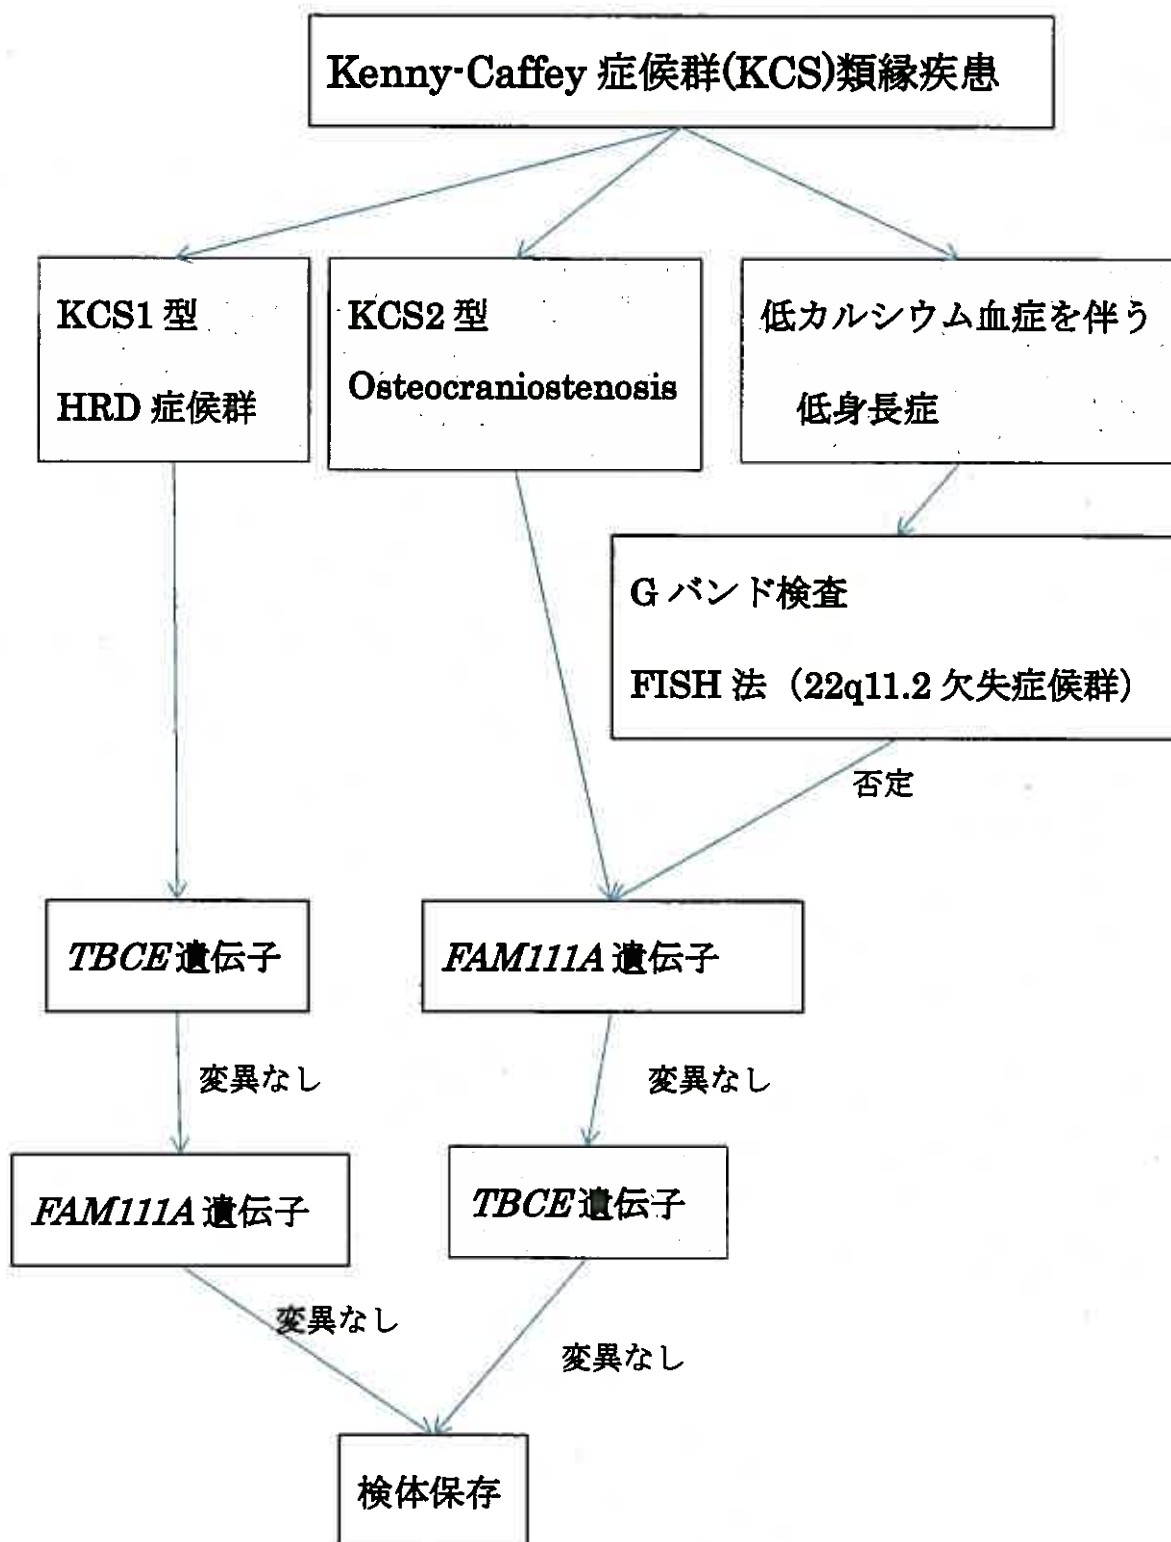 Kenny-Caffey 症候群(KCS)類縁疾患
KCS1 型
HRD 症候群
KCS2 型
Osteocraniostenosis
低カルシウム血症を伴う
低身長症
G バンド検査
FISH 法（22q11.2 欠失症候群）
否定
TBCE 遺伝子
FAM111A 遺伝子
変異なし
変異なし
FAM111A 遺伝子
TBCE 遺伝子
変異なし
変異なし
検体保存